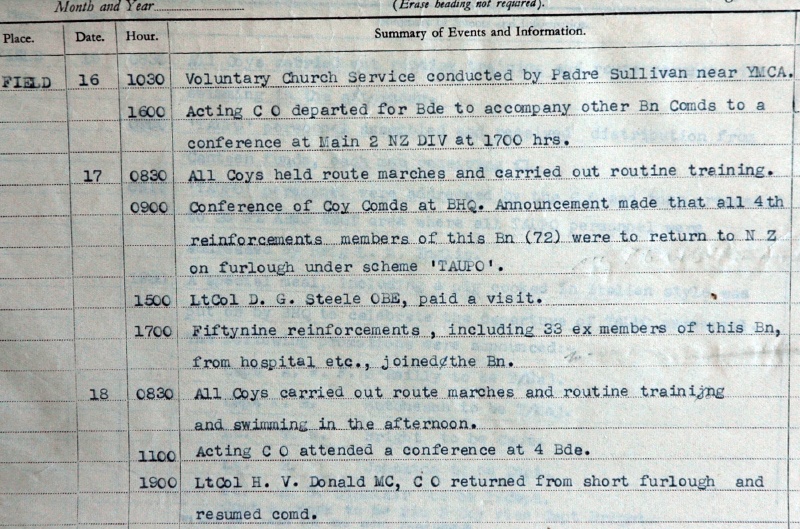 Month and Year
(Erase heading not required).
Place. Date. Hour. Summary of Events and Information.
FIELD 16 1030 Voluntary Church Service conducted by Padre Sullivan near YMCA.
1600 Acting C O departed for Bde to accompany other Bn Comds to a
conference at Main 2 NZ DIV at 1700 hrs.
17 0830 All Coys held route marches and carried out routine training.
0900 Conference of Coy Comds at BHQ. Announcement made that all 4th
reinforcements members of this Bn (72) were to return to N Z
on furlough under scheme 'TAUPO'.
1500 LtCol D. G. Steele OBE, paid a visit.
1700 Fiftynine reinforcements , including 33 ex members of this Bn,
from hospital etc., joined the Bn.
18 0830 All Coys carried out route marches and routine trainijng
and swimming in the afternoon.
1100 Acting C O attended a conference at 4 Bde.
1900 LtCol H. V. Donald MC, C O returned from short furlough and
resumed comd.